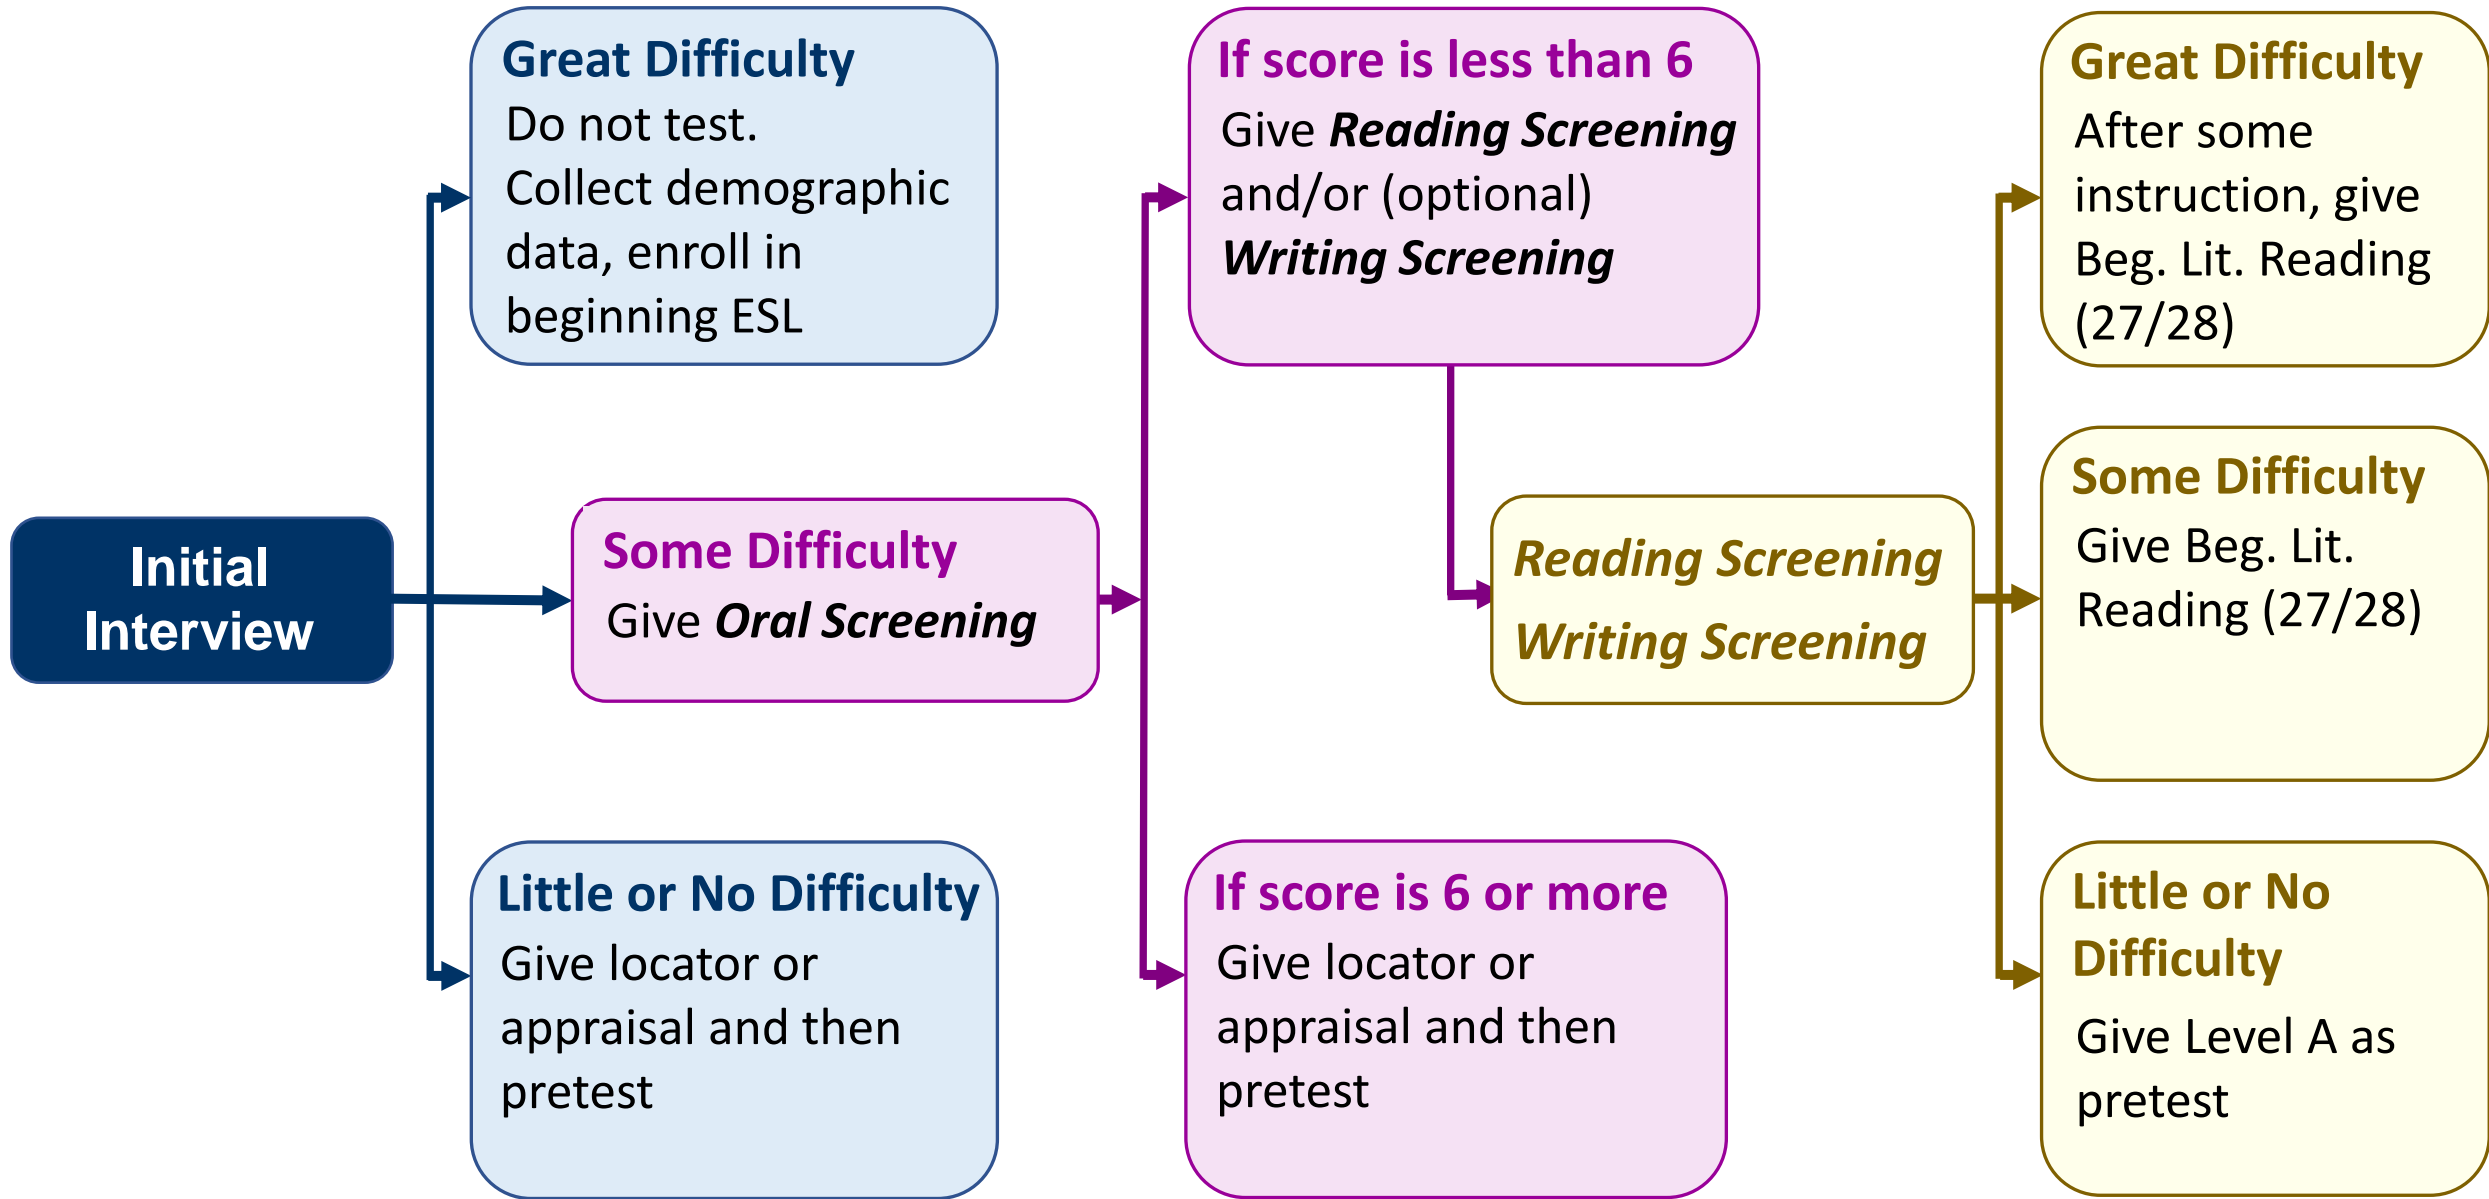 Initial
Interview
Great Difficulty
Do not test.
Collect demographic
data, enroll in
beginning ESL
Some Difficulty
Give Oral Screening
Little or No Difficulty
Give locator or
appraisal and then
pretest
If score is less than 6
Give Reading Screening
and/or (optional)
Writing Screening
If score is 6 or more
Give locator or
appraisal and then
pretest
Reading Screening
Writing Screening
Great Difficulty
After some
instruction, give
Beg. Lit. Reading
(27/28)
Some Difficulty
Give Beg. Lit.
Reading (27/28)
Little or No
Difficulty
Give Level A as
pretest